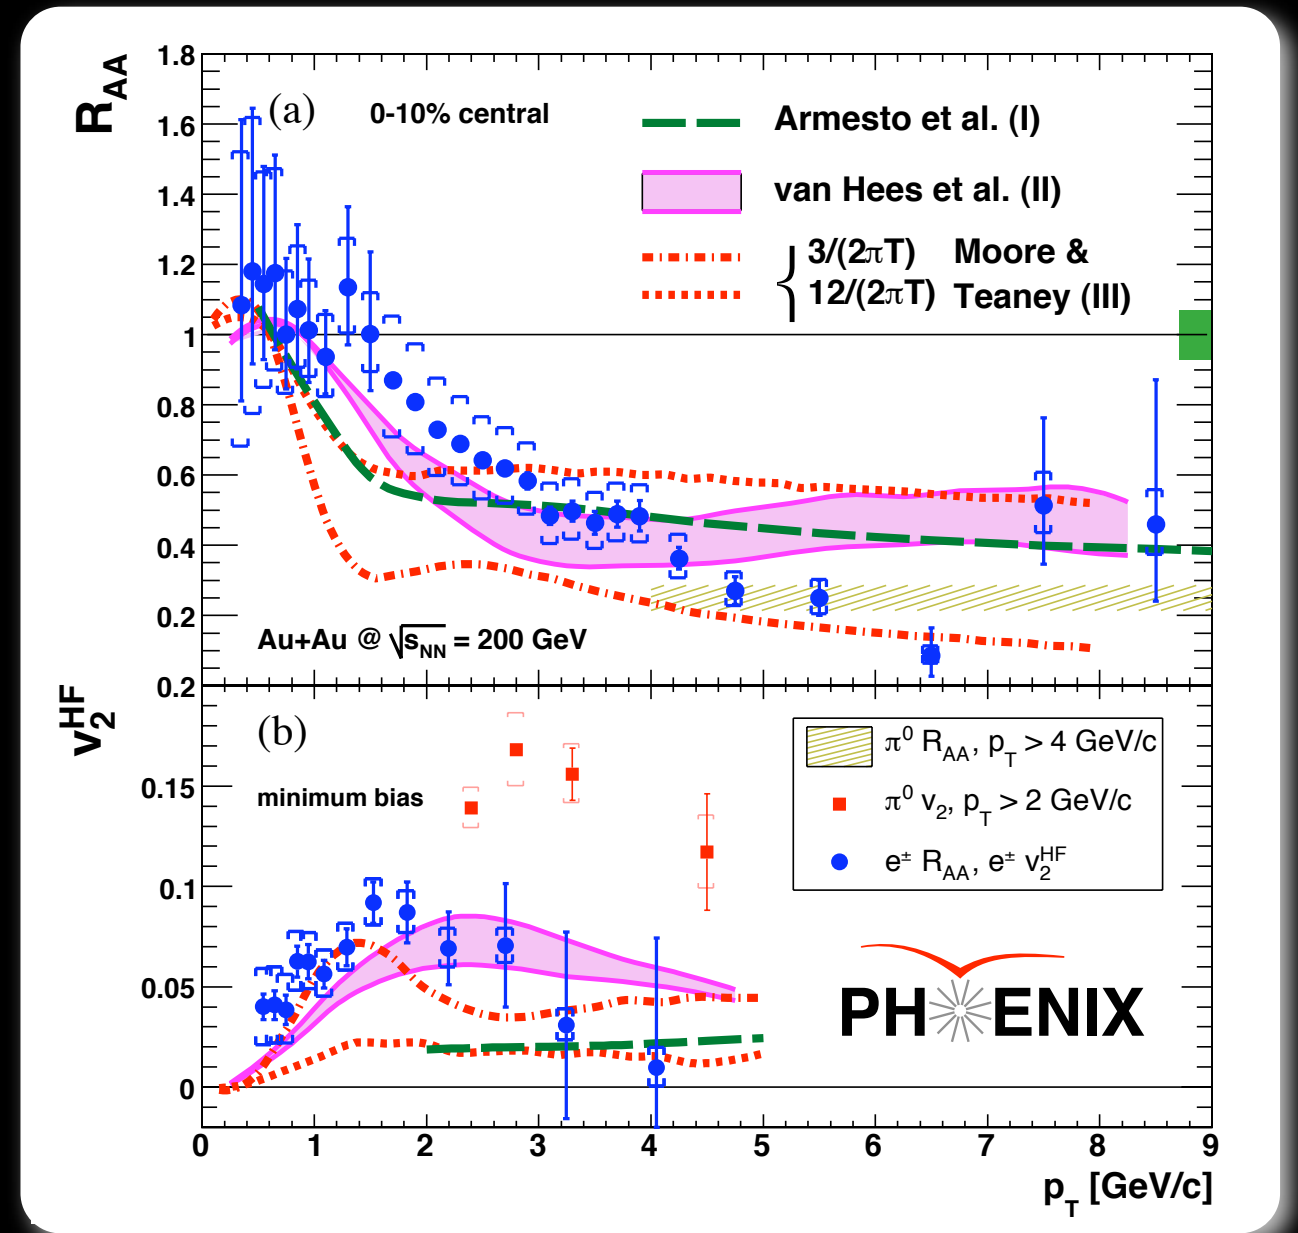 R_AA
1.8
1.6
1.4
1.2
1
0.8
0.6
0.4
0.2
(a)
0-10% central
Armesto et al. (I)
van Hees et al. (II)
3/(2πT) Moore &
12/(2πT) Teaney (III)
Au+Au @ √s_NN = 200 GeV
v_2^HF
0.2
0.15
0.1
0.05
0
(b)
minimum bias
π⁰ R_AA, p_T > 4 GeV/c
π⁰ v_2, p_T > 2 GeV/c
e± R_AA, e± v_2^HF
PHENIX
0 1 2 3 4 5 6 7 8 9
p_T [GeV/c]